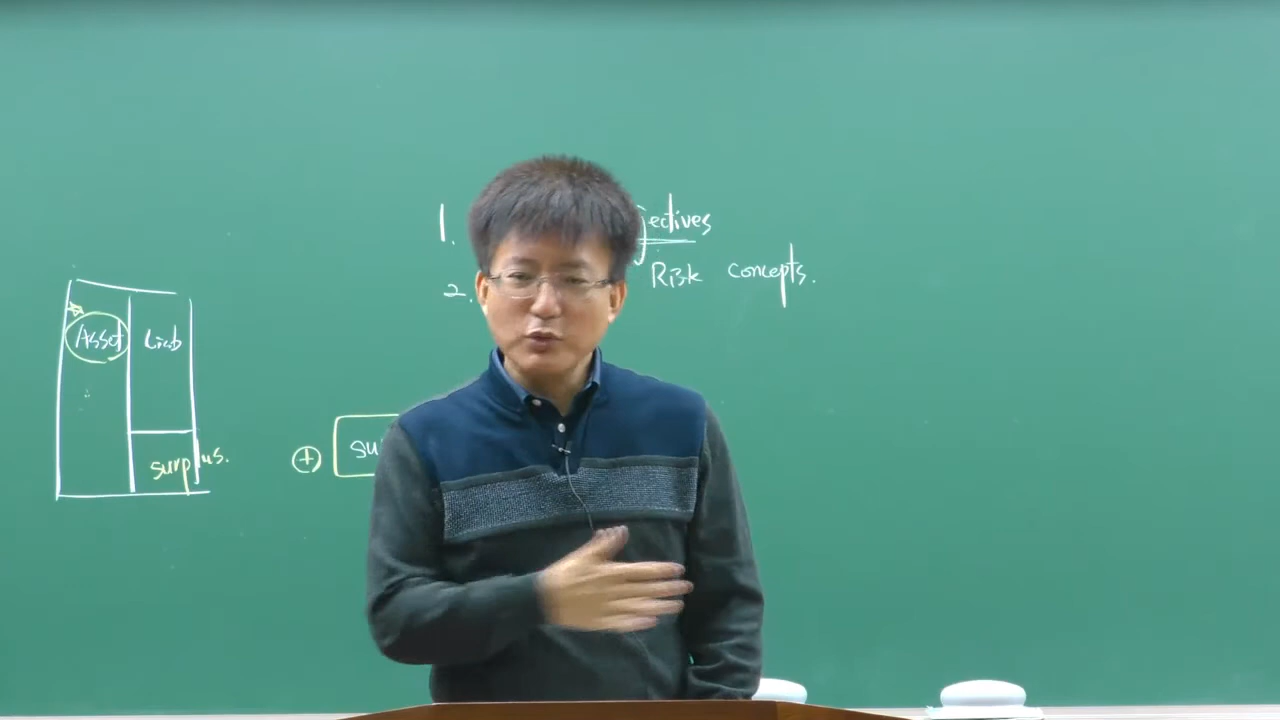 1. jectives
2. Risk concepts.
Asset Liab
surplus.
⊕ su